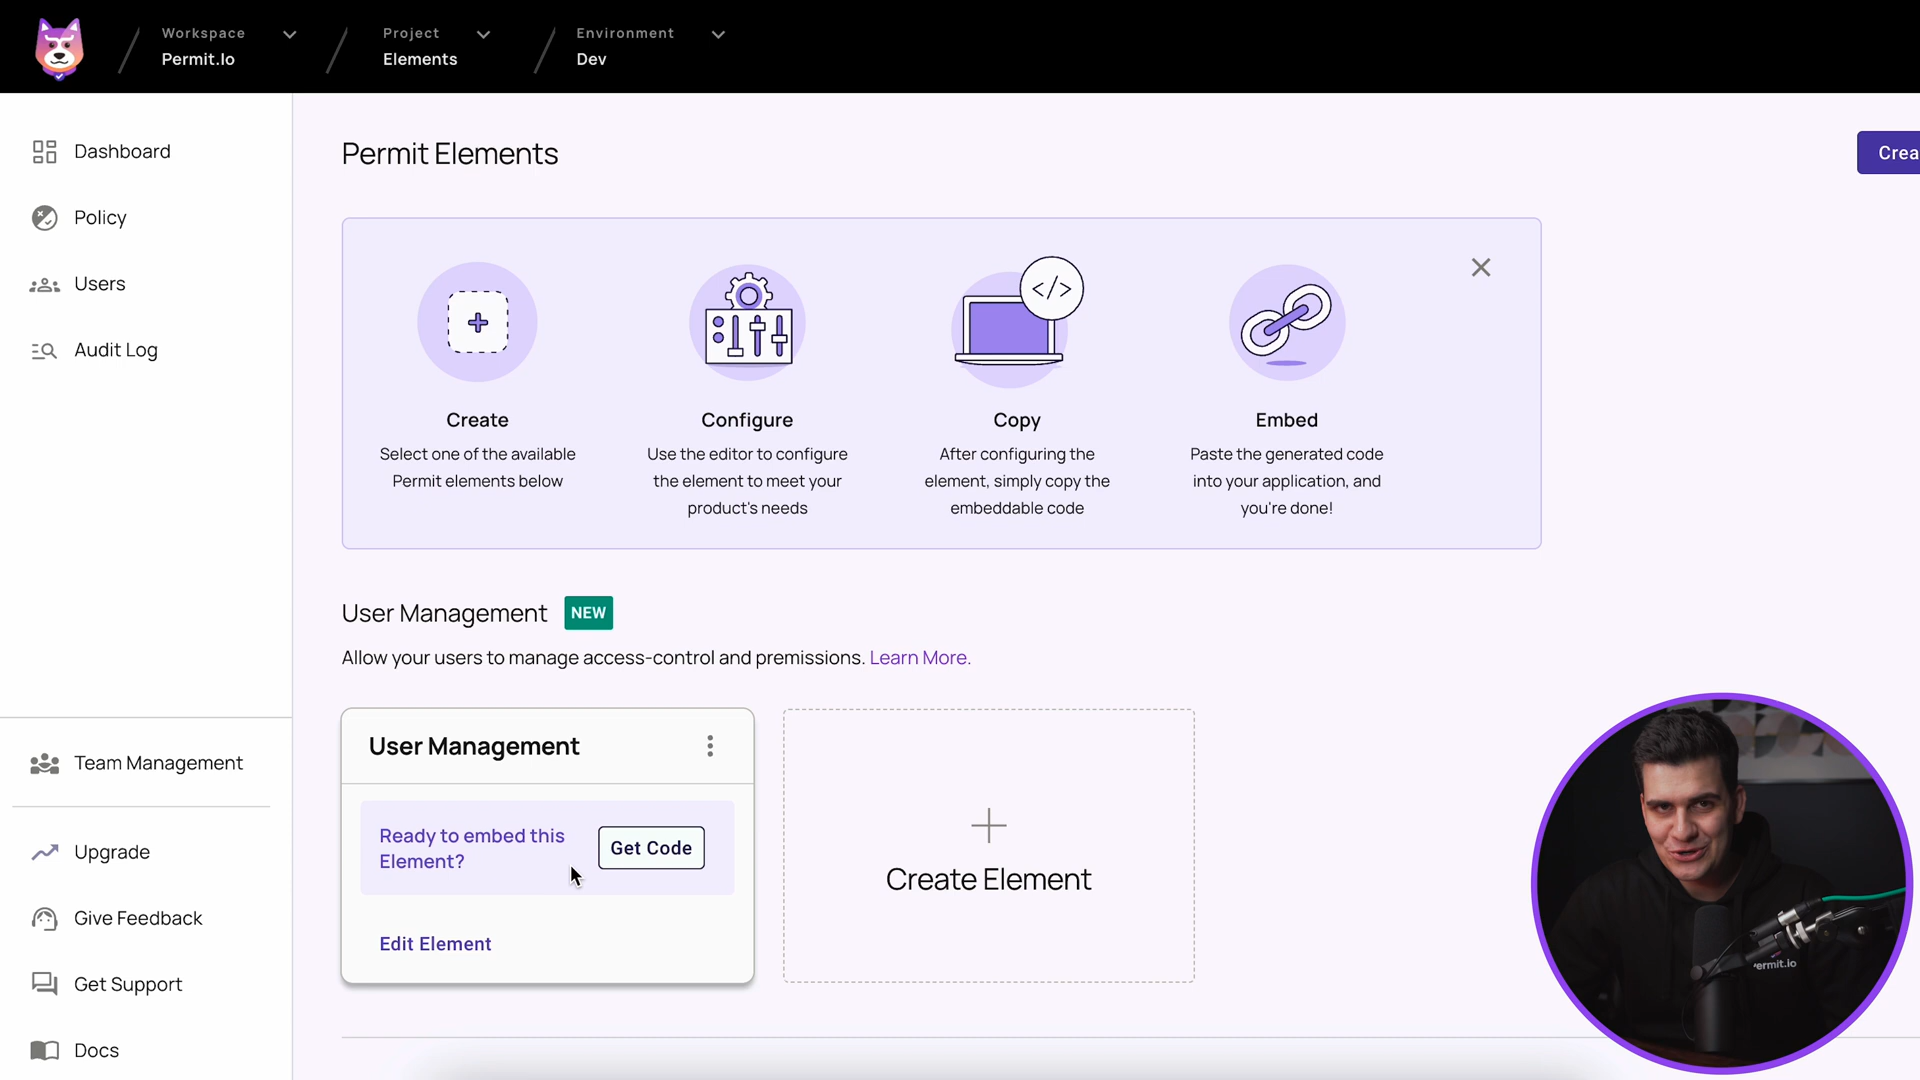 Workspace
Permit.Io
Project
Elements
Environment
Dev
Dashboard
Policy
Users
Audit Log
Team Management
Upgrade
Give Feedback
Get Support
Docs
Permit Elements
Crea
</>
Create
Select one of the available
Permit elements below
Configure
Use the editor to configure
the element to meet your
product's needs
Copy
After configuring the
element, simply copy the
embeddable code
Embed
Paste the generated code
into your application, and
you're done!
User Management NEW
Allow your users to manage access-control and premissions. Learn More.
User Management
Ready to embed this
Element?
Get Code
Edit Element
Create Element
ermit.io